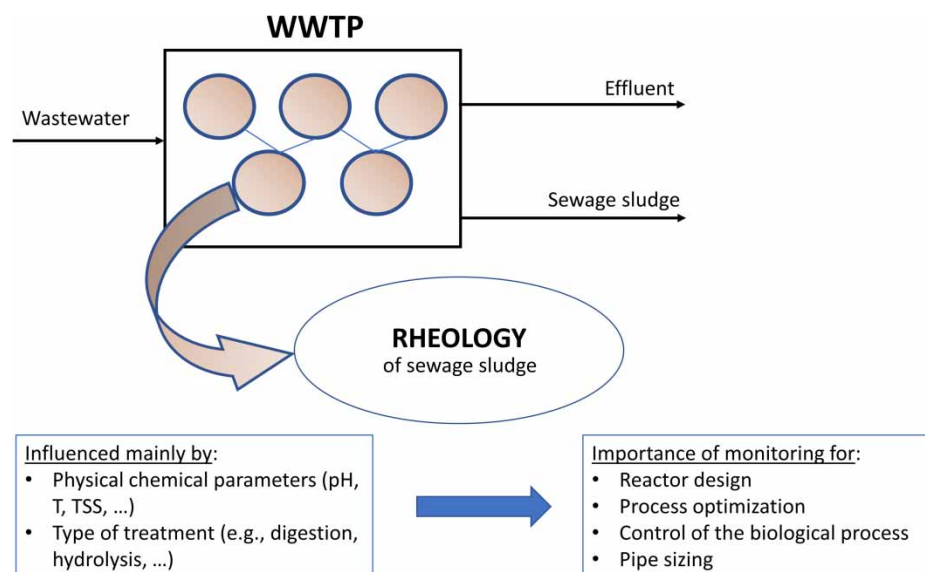 WWTP
Wastewater
Effluent
Sewage sludge
RHEOLOGY
of sewage sludge
Influenced mainly by:
• Physical chemical parameters (pH,
T, TSS, …)
• Type of treatment (e.g., digestion,
hydrolysis, …)
Importance of monitoring for:
• Reactor design
• Process optimization
• Control of the biological process
• Pipe sizing